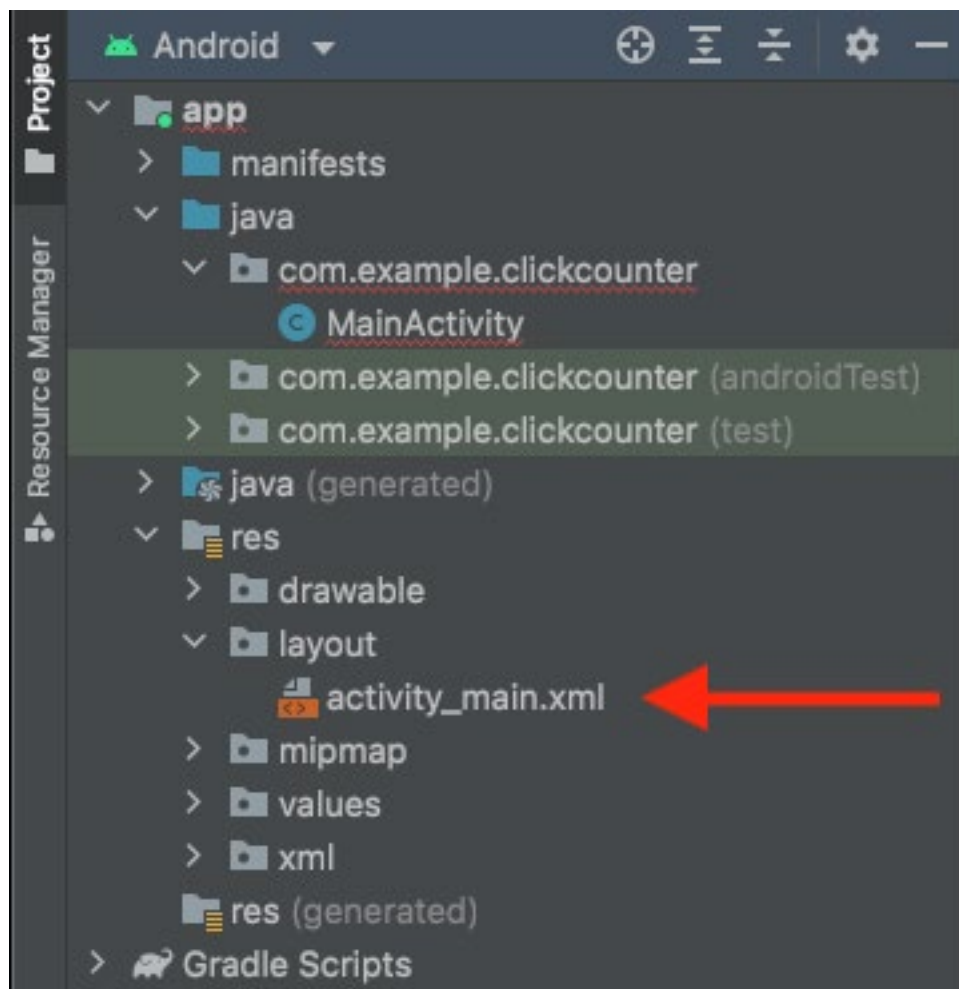 Project
Resource Manager
Android
app
manifests
java
com.example.clickcounter
C MainActivity
com.example.clickcounter (androidTest)
com.example.clickcounter (test)
java (generated)
res
drawable
layout
<> activity_main.xml
mipmap
values
xml
res (generated)
Gradle Scripts